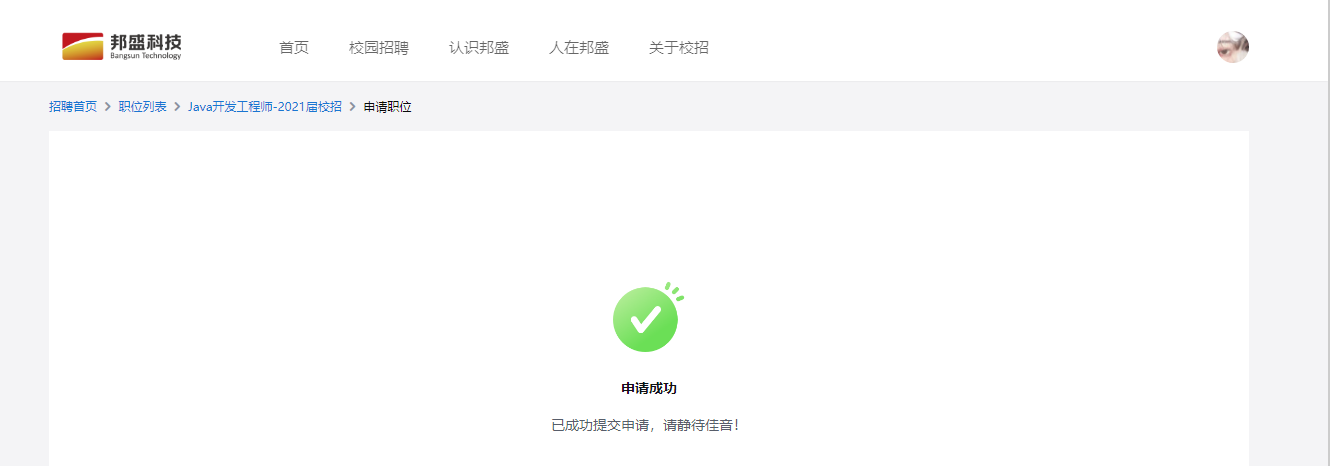 邦盛科技
Bangsun Technology
首页 校园招聘 认识邦盛 人在邦盛 关于校招
招聘首页 > 职位列表 > Java开发工程师-2021届校招 > 申请职位
申请成功
已成功提交申请，请静待佳音！